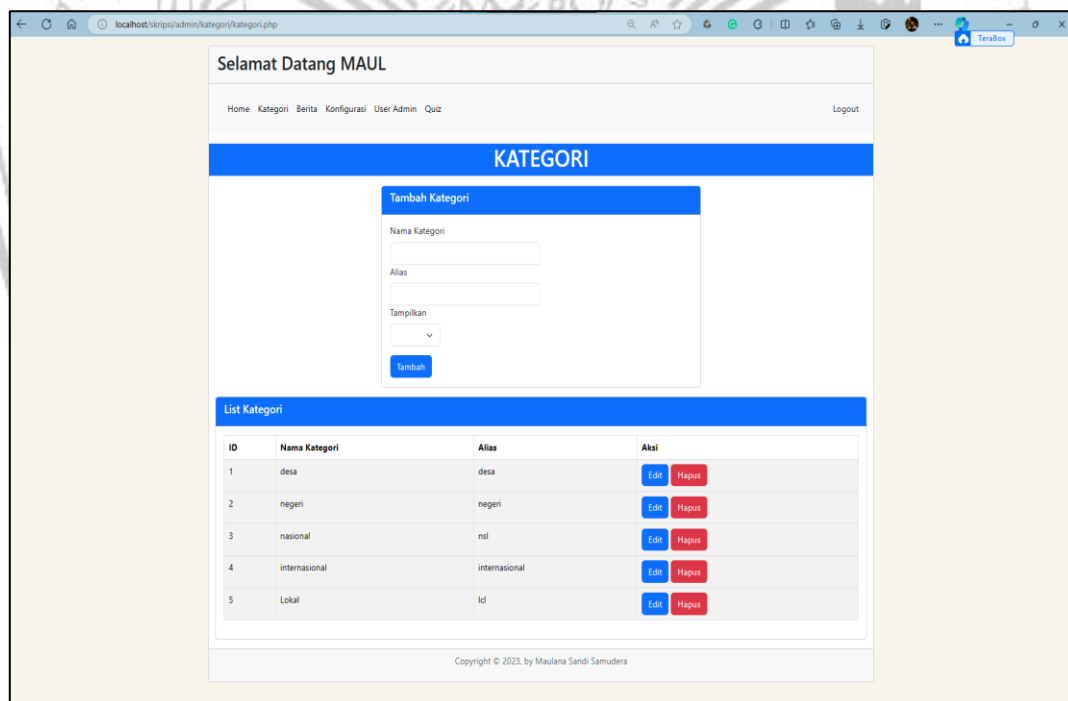 localhost/skripsi/admin/kategori/kategori.php
TeraBox
Selamat Datang MAUL
Home Kategori Berita Konfigurasi User Admin Quiz Logout
KATEGORI
Tambah Kategori
Nama Kategori
Alias
Tampilkan
Tambah
List Kategori
ID Nama Kategori Alias Aksi
1 desa desa Edit Hapus
2 negeri negeri Edit Hapus
3 nasional nsl Edit Hapus
4 internasional internasional Edit Hapus
5 Lokal lcl Edit Hapus
Copyright © 2023, by Maulana Sandi Samudera